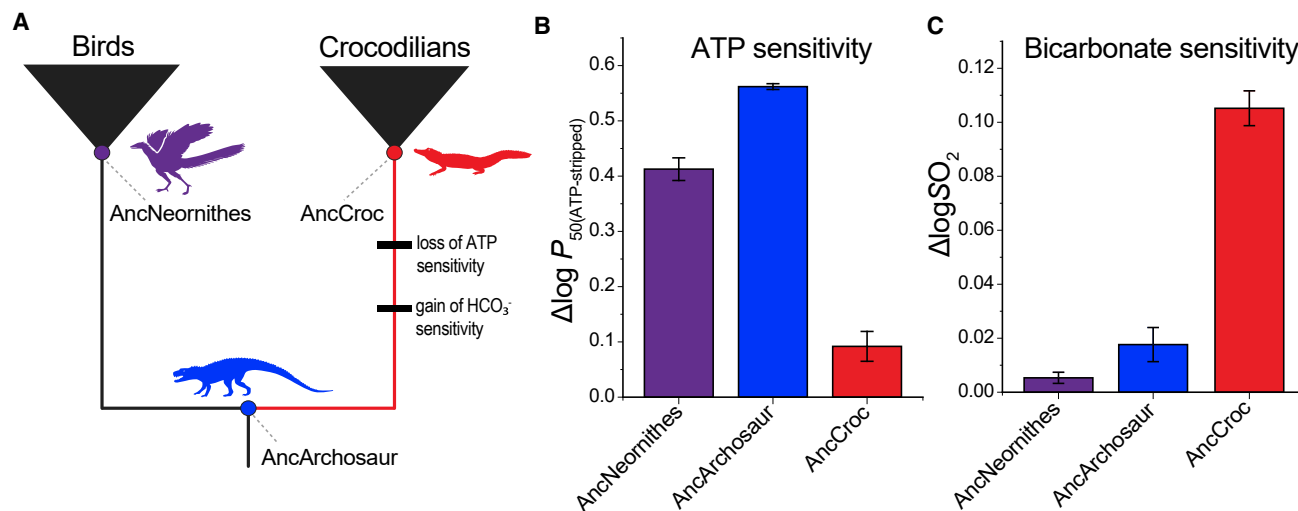 A
Birds
Crocodilians
AncNeornithes
AncCroc
loss of ATP
sensitivity
gain of HCO₃⁻
sensitivity
AncArchosaur
B
ATP sensitivity
Δlog P50(ATP-stripped)
0.6
0.5
0.4
0.3
0.2
0.1
0.0
AncNeornithes
AncArchosaur
AncCroc
C
Bicarbonate sensitivity
ΔlogSO₂
0.12
0.10
0.08
0.06
0.04
0.02
0.00
AncNeornithes
AncArchosaur
AncCroc